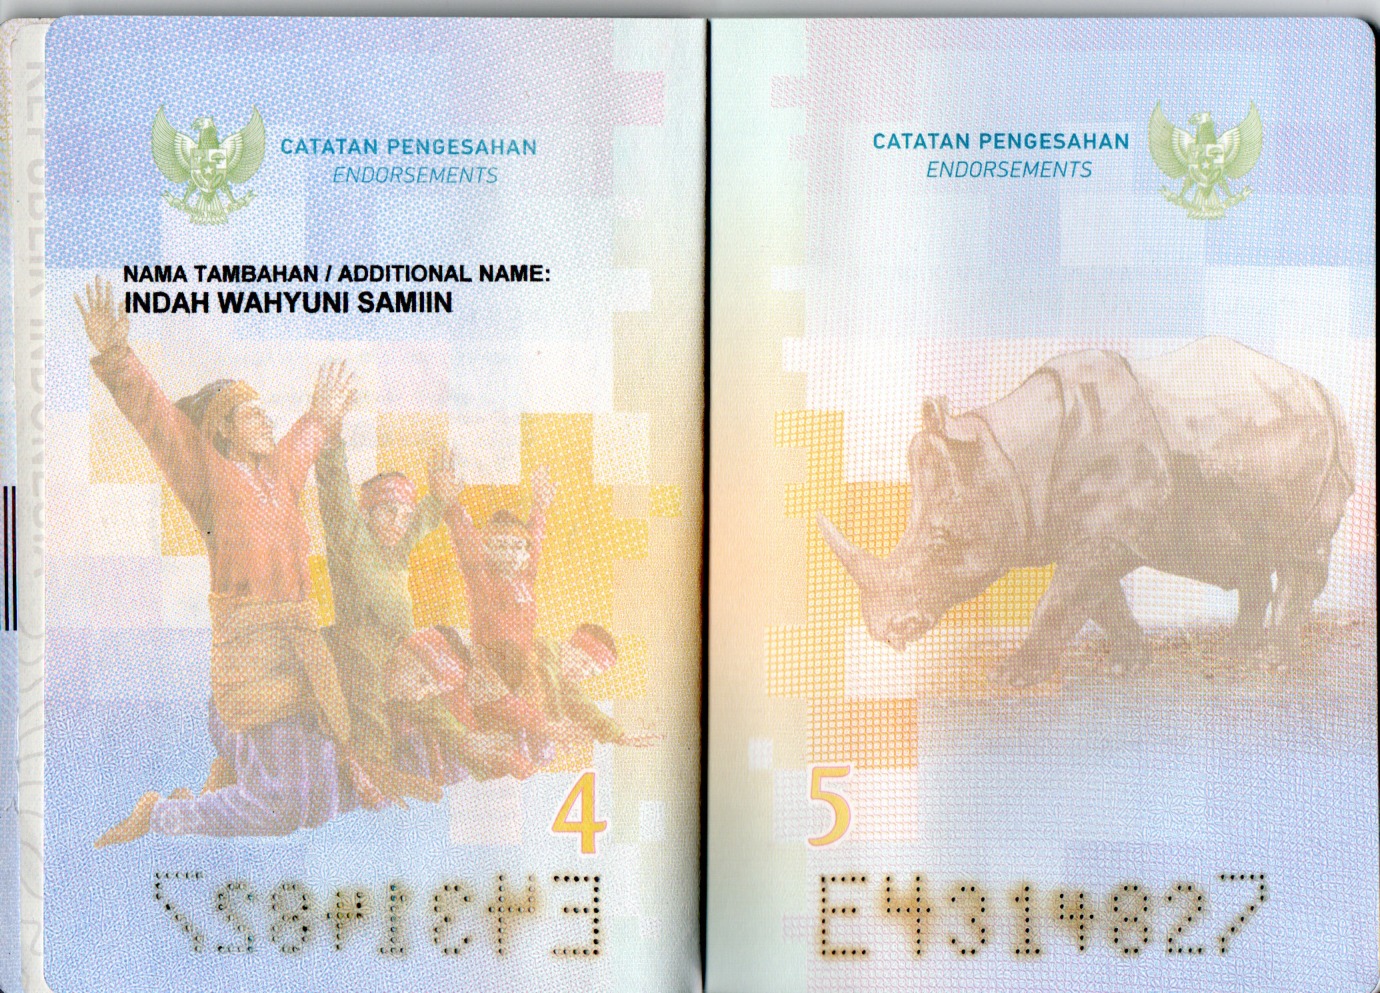 CATATAN PENGESAHAN
ENDORSEMENTS
NAMA TAMBAHAN / ADDITIONAL NAME:
INDAH WAHYUNI SAMIIN
4
CATATAN PENGESAHAN
ENDORSEMENTS
5
E4314827